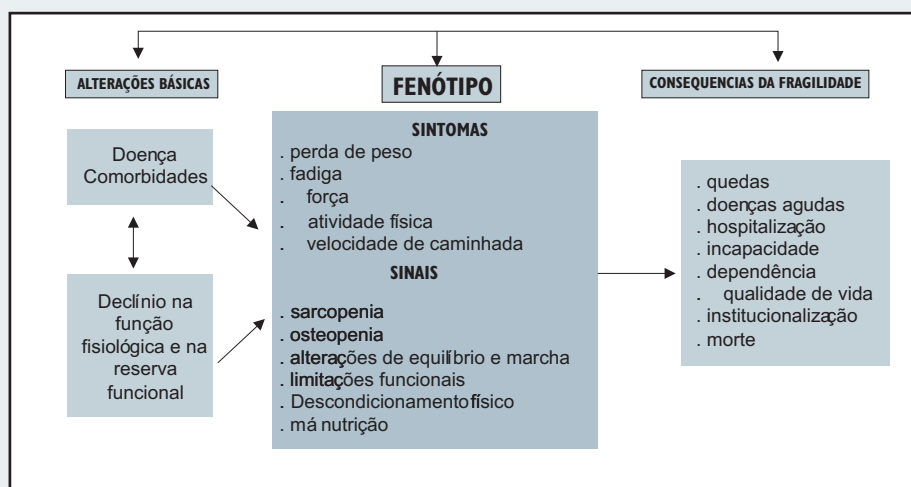 ALTERAÇÕES BÁSICAS
FENÓTIPO
CONSEQUENCIAS DA FRAGILIDADE
Doença
Comorbidades
Declínio na
função
fisiológica e na
reserva
funcional
SINTOMAS
. perda de peso
. fadiga
. força
. atividade física
. velocidade de caminhada
SINAIS
. sarcopenia
. osteopenia
. alterações de equilíbrio e marcha
. limitações funcionais
. Descondicionamento físico
. má nutrição
. quedas
. doenças agudas
. hospitalização
. incapacidade
. dependência
. qualidade de vida
. institucionalização
. morte